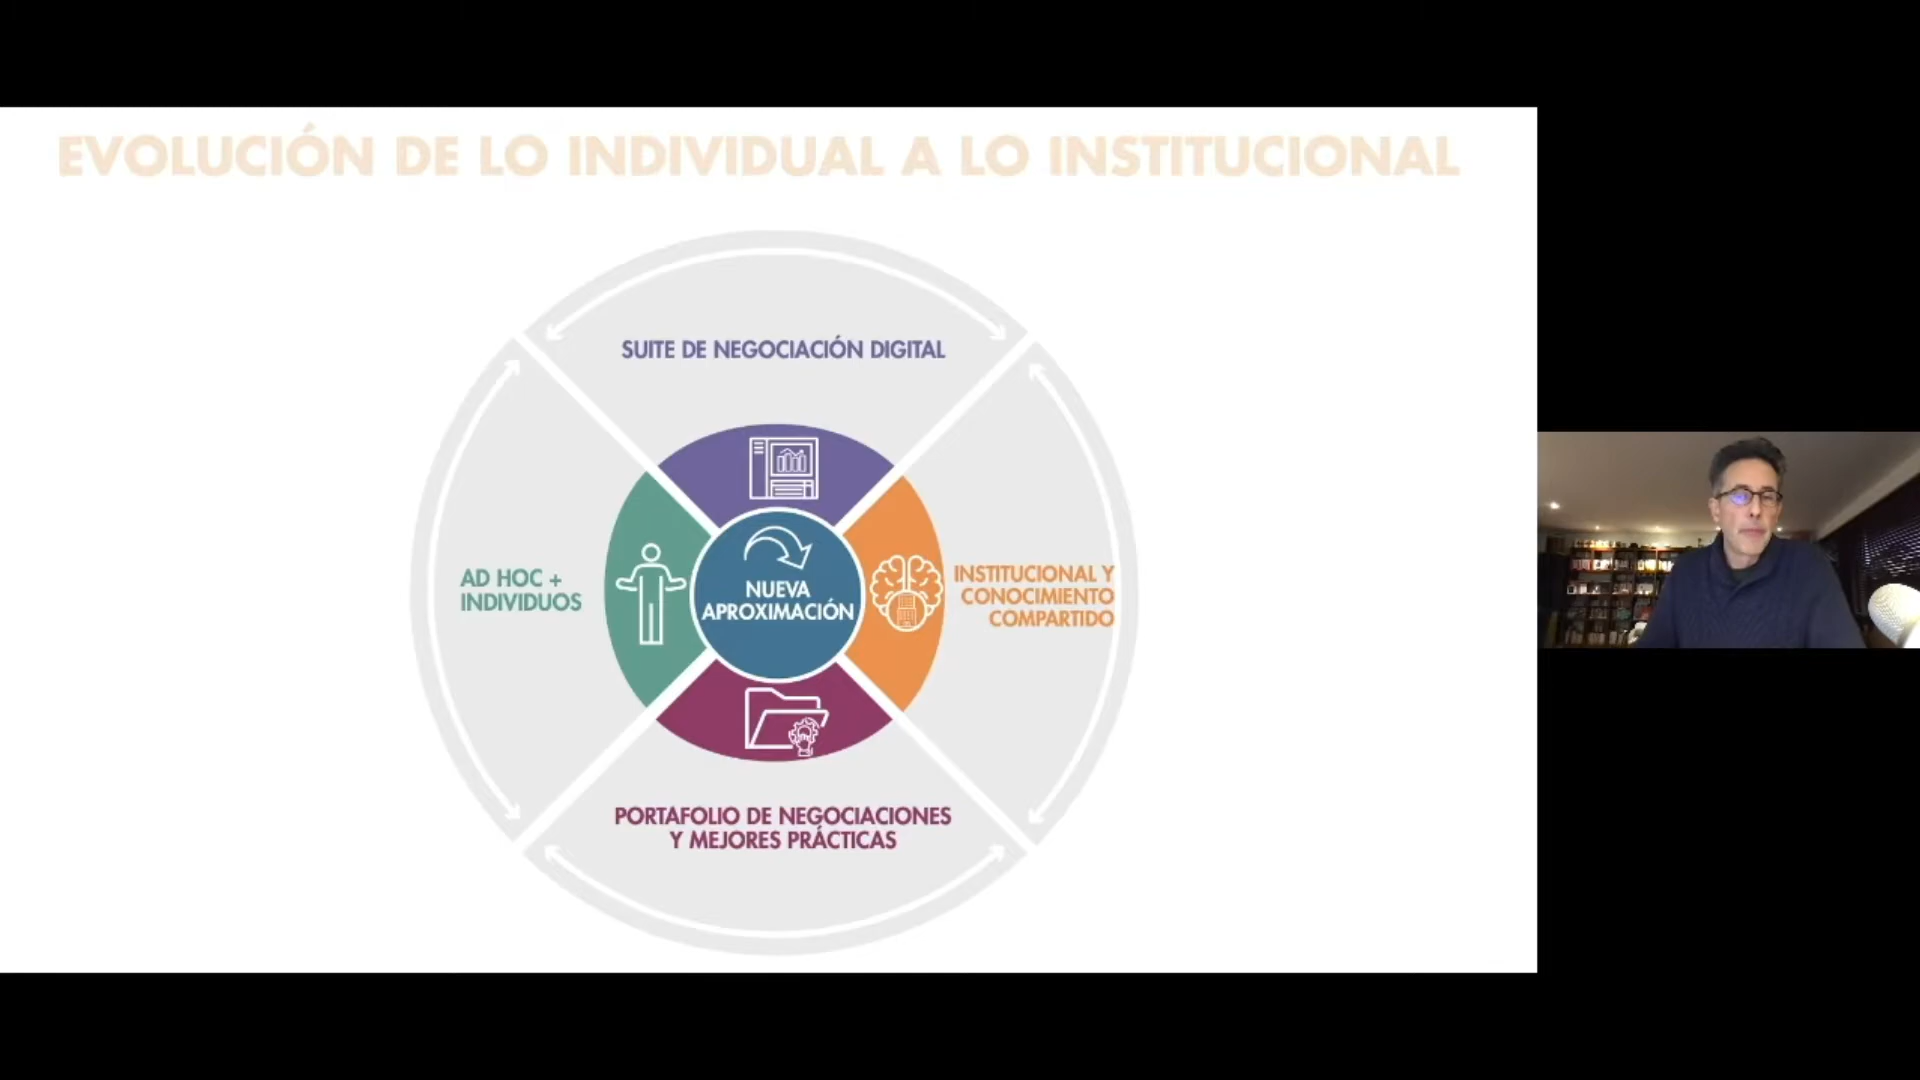 EVOLUCIÓN DE LO INDIVIDUAL A LO INSTITUCIONAL
SUITE DE NEGOCIACIÓN DIGITAL
AD HOC +
INDIVIDUOS
NUEVA
APROXIMACIÓN
INSTITUCIONAL Y
CONOCIMIENTO
COMPARTIDO
PORTAFOLIO DE NEGOCIACIONES
Y MEJORES PRÁCTICAS